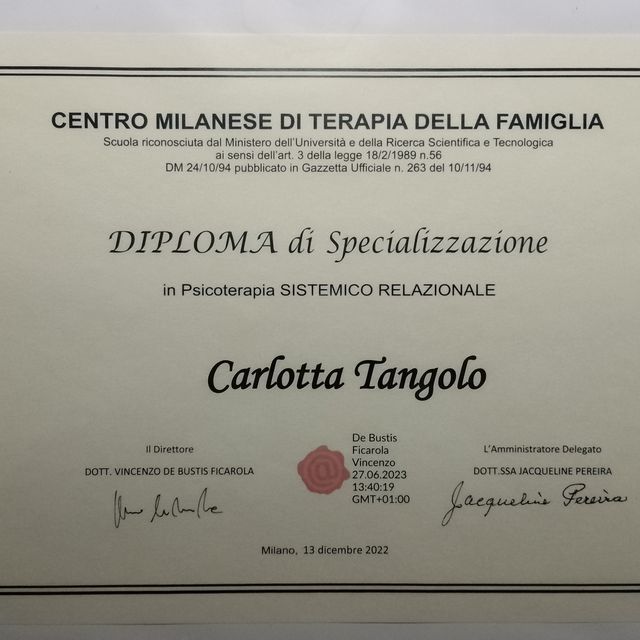 CENTRO MILANESE DI TERAPIA DELLA FAMIGLIA
Scuola riconosciuta dal Ministero dell'Università e della Ricerca Scientifica e Tecnologica
ai sensi dell'art. 3 della legge 18/2/1989 n.56
DM 24/10/94 pubblicato in Gazzetta Ufficiale n. 263 del 10/11/94
DIPLOMA di Specializzazione
in Psicoterapia SISTEMICO RELAZIONALE
Carlotta Tangolo
Il Direttore
DOTT. VINCENZO DE BUSTIS FICAROLA
De Bustis
Ficarola
Vincenzo
27.06.2023
13:40:19
GMT+01:00
L'Amministratore Delegato
DOTT.SSA JACQUELINE PEREIRA
Jacqueline Pereira
Milano, 13 dicembre 2022